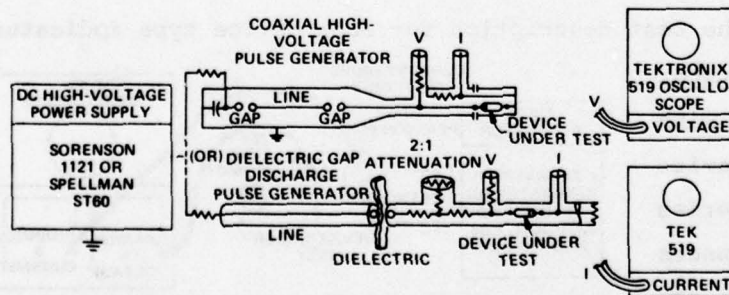 COAXIAL HIGH-
VOLTAGE
PULSE GENERATOR
V
I
TEKTRONIX
519 OSCILLO
SCOPE
DC HIGH-VOLTAGE
POWER SUPPLY
LINE
GAP
GAP
V
VOLTAGE
DEVICE
UNDER TEST
SORENSON
1121 OR
SPELLMAN
ST60
(OR)
DIELECTRIC GAP
DISCHARGE
PULSE GENERATOR
2:1
ATTENUATION V
I
TEK
519
LINE
DEVICE UNDER
TEST
DIELECTRIC
I
CURRENT